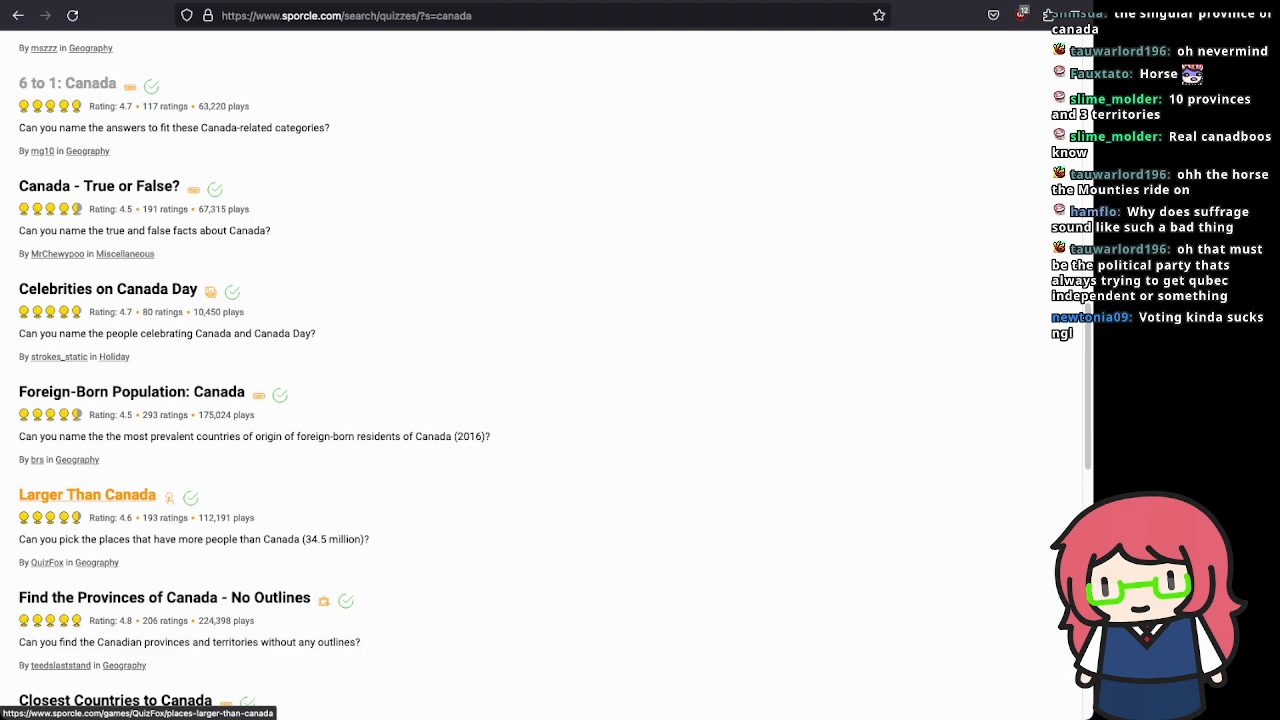 https://www.sporcle.com/search/quizzes/?s=canada
12
By mszzz in Geography
6 to 1: Canada
Rating: 4.7 • 117 ratings • 63,220 plays
Can you name the answers to fit these Canada-related categories?
By mg10 in Geography
Canada - True or False?
Rating: 4.5 • 191 ratings • 67,315 plays
Can you name the true and false facts about Canada?
By MrChewypoo in Miscellaneous
Celebrities on Canada Day
Rating: 4.7 • 80 ratings • 10,450 plays
Can you name the people celebrating Canada and Canada Day?
By strokes_static in Holiday
Foreign-Born Population: Canada
Rating: 4.5 • 293 ratings • 175,024 plays
Can you name the the most prevalent countries of origin of foreign-born residents of Canada (2016)?
By brs in Geography
Larger Than Canada
Rating: 4.6 • 193 ratings • 112,191 plays
Can you pick the places that have more people than Canada (34.5 million)?
By QuizFox in Geography
Find the Provinces of Canada - No Outlines
Rating: 4.8 • 206 ratings • 224,398 plays
Can you find the Canadian provinces and territories without any outlines?
By teedslaststand in Geography
Closest Countries to Canada
https://www.sporcle.com/games/QuizFox/places-larger-than-canada
the singular province of
canada
tauwarlord196: oh nevermind
Fauxtato: Horse
slime_molder: 10 provinces
and 3 territories
slime_molder: Real canadboos
know
tauwarlord196: ohh the horse
the Mounties ride on
hamflo: Why does suffrage
sound like such a bad thing
tauwarlord196: oh that must
be the political party thats
always trying to get qubec
independent or something
newtonia09: Voting kinda sucks
ngl